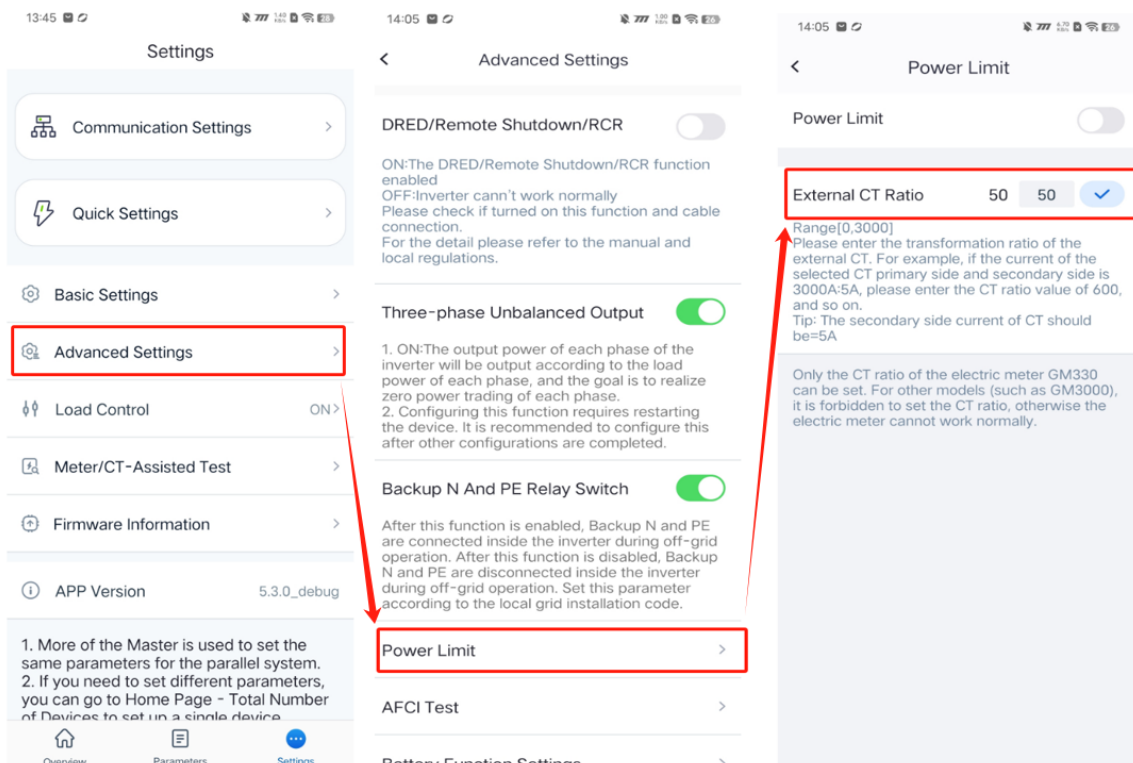 13:45
Settings
Communication Settings
Quick Settings
Basic Settings
Advanced Settings
Load Control ON
Meter/CT-Assisted Test
Firmware Information
APP Version 5.3.0_debug
1. More of the Master is used to set the
same parameters for the parallel system.
2. If you need to set different parameters,
you can go to Home Page - Total Number
of Devices to set up a single device
Overview Parameters Settings
14:05
Advanced Settings
DRED/Remote Shutdown/RCR
ON:The DRED/Remote Shutdown/RCR function
enabled
OFF:Inverter cann't work normally
Please check if turned on this function and cable
connection.
For the detail please refer to the manual and
local regulations.
Three-phase Unbalanced Output
1. ON:The output power of each phase of the
inverter will be output according to the load
power of each phase, and the goal is to realize
zero power trading of each phase.
2. Configuring this function requires restarting
the device. It is recommended to configure this
after other configurations are completed.
Backup N And PE Relay Switch
After this function is enabled, Backup N and PE
are connected inside the inverter during off-grid
operation. After this function is disabled, Backup
N and PE are disconnected inside the inverter
during off-grid operation. Set this parameter
according to the local grid installation code.
Power Limit
AFCI Test
Battery Function Settings
14:05
Power Limit
Power Limit
External CT Ratio 50 50
Range[0,3000]
Please enter the transformation ratio of the
external CT. For example, if the current of the
selected CT primary side and secondary side is
3000A:5A, please enter the CT ratio value of 600,
and so on.
Tip: The secondary side current of CT should
be=5A
Only the CT ratio of the electric meter GM330
can be set. For other models (such as GM3000),
it is forbidden to set the CT ratio, otherwise the
electric meter cannot work normally.